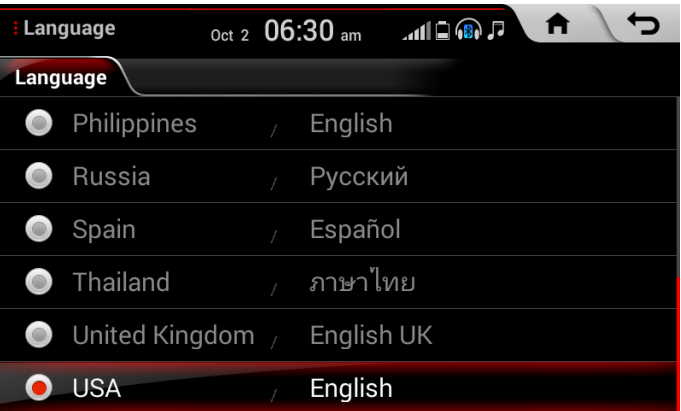 Language Oct 2 06:30 am
Language
Philippines / English
Russia / Русский
Spain / Español
Thailand / ภาษาไทย
United Kingdom / English UK
USA / English